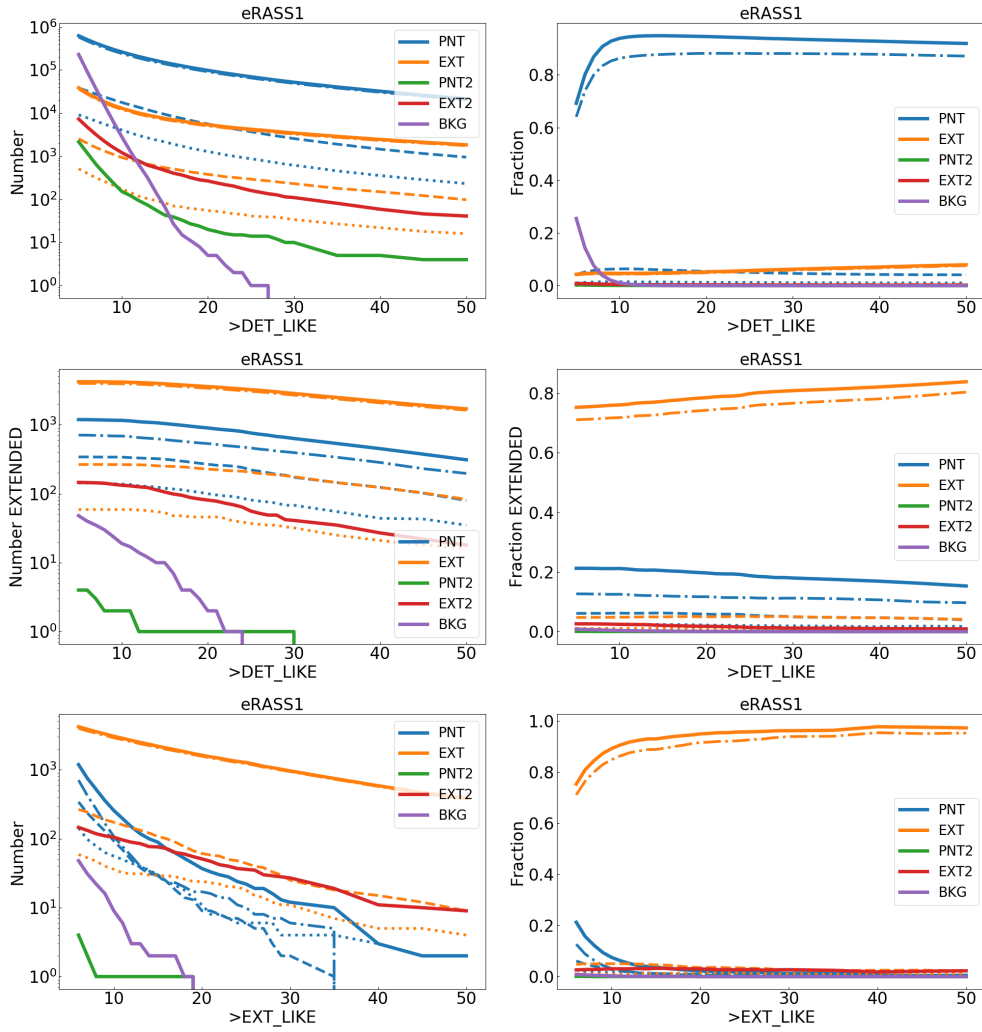 eRASS1
Number
10⁶
10⁵
10⁴
10³
10²
10¹
10⁰
PNT
EXT
PNT2
EXT2
BKG
10 20 30 40 50
>DET_LIKE
eRASS1
Fraction
0.8
0.6
0.4
0.2
0.0
PNT
EXT
PNT2
EXT2
BKG
10 20 30 40 50
>DET_LIKE
eRASS1
Number EXTENDED
10³
10²
10¹
10⁰
PNT
EXT
PNT2
EXT2
BKG
10 20 30 40 50
>DET_LIKE
eRASS1
Fraction EXTENDED
0.8
0.6
0.4
0.2
0.0
PNT
EXT
PNT2
EXT2
BKG
10 20 30 40 50
>DET_LIKE
eRASS1
Number
10³
10²
10¹
10⁰
PNT
EXT
PNT2
EXT2
BKG
10 20 30 40 50
>EXT_LIKE
eRASS1
Fraction
1.0
0.8
0.6
0.4
0.2
0.0
PNT
EXT
PNT2
EXT2
BKG
10 20 30 40 50
>EXT_LIKE